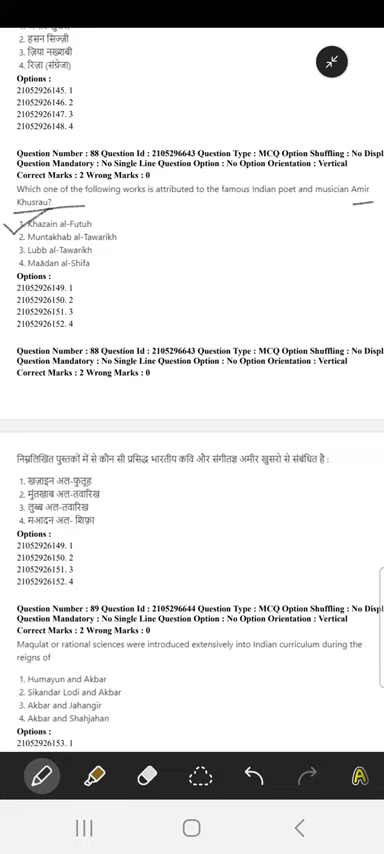 2. हसन सिज्ज़ी
3. ज़िया नख्शबी
4. रिज़ा (संग्रेजा)
Options :
21052926145. 1
21052926146. 2
21052926147. 3
21052926148. 4
Question Number : 88 Question Id : 2105296643 Question Type : MCQ Option Shuffling : No Displ
Question Mandatory : No Single Line Question Option : No Option Orientation : Vertical
Correct Marks : 2 Wrong Marks : 0
Which one of the following works is attributed to the famous Indian poet and musician Amir
Khusrau?
1. Khazain al-Futuh
2. Muntakhab al-Tawarikh
3. Lubb al-Tawarikh
4. Maādan al-Shifa
Options :
21052926149. 1
21052926150. 2
21052926151. 3
21052926152. 4
Question Number : 88 Question Id : 2105296643 Question Type : MCQ Option Shuffling : No Displ
Question Mandatory : No Single Line Question Option : No Option Orientation : Vertical
Correct Marks : 2 Wrong Marks : 0
निम्नलिखित पुस्तकों में से कौन सी प्रसिद्ध भारतीय कवि और संगीतज्ञ अमीर खुसरो से संबंधित है :
1. खज़ाइन अल-फ़ुतूह
2. मुंतखाब अल-तवारिख
3. लुब्ब अल-तवारिख
4. मआदन अल- शिफ़ा
Options :
21052926149. 1
21052926150. 2
21052926151. 3
21052926152. 4
Question Number : 89 Question Id : 2105296644 Question Type : MCQ Option Shuffling : No Displ
Question Mandatory : No Single Line Question Option : No Option Orientation : Vertical
Correct Marks : 2 Wrong Marks : 0
Maqulat or rational sciences were introduced extensively into Indian curriculum during the
reigns of
1. Humayun and Akbar
2. Sikandar Lodi and Akbar
3. Akbar and Jahangir
4. Akbar and Shahjahan
Options :
21052926153. 1
A